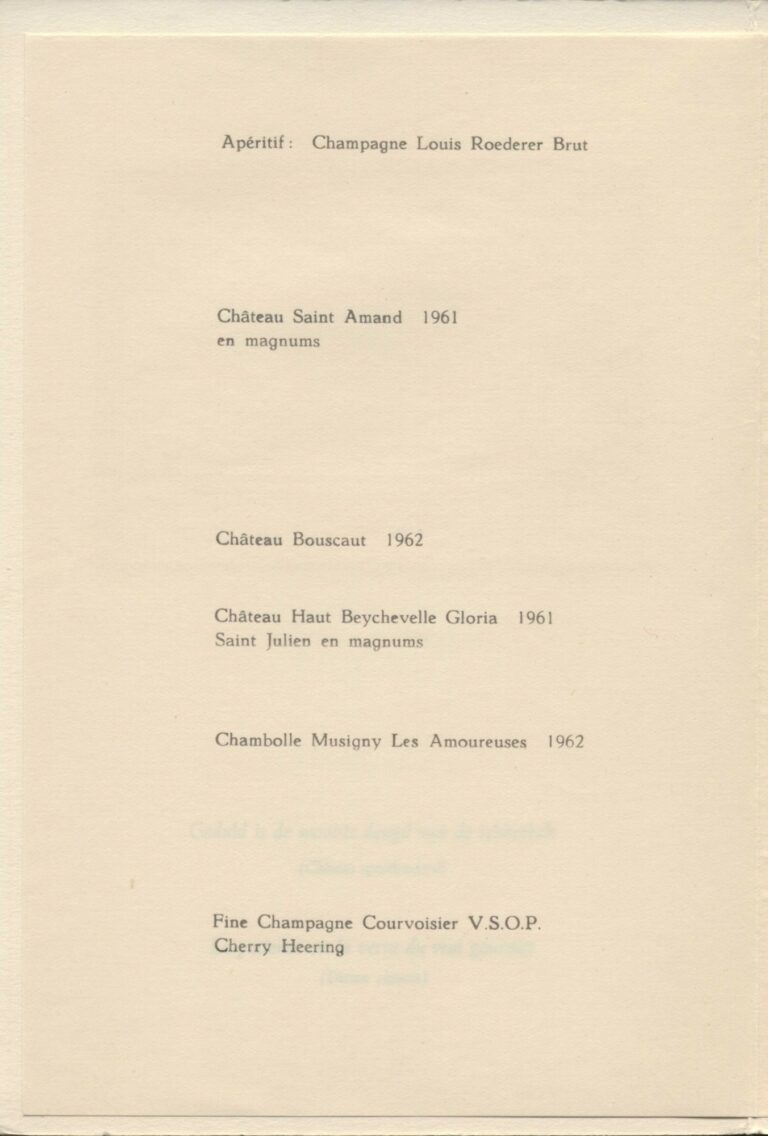 Apéritif : Champagne Louis Roederer Brut
Château Saint Amand 1961
en magnums
Château Bouscaut 1962
Château Haut Beychevelle Gloria 1961
Saint Julien en magnums
Chambolle Musigny Les Amoureuses 1962
Fine Champagne Courvoisier V.S.O.P.
Cherry Heering